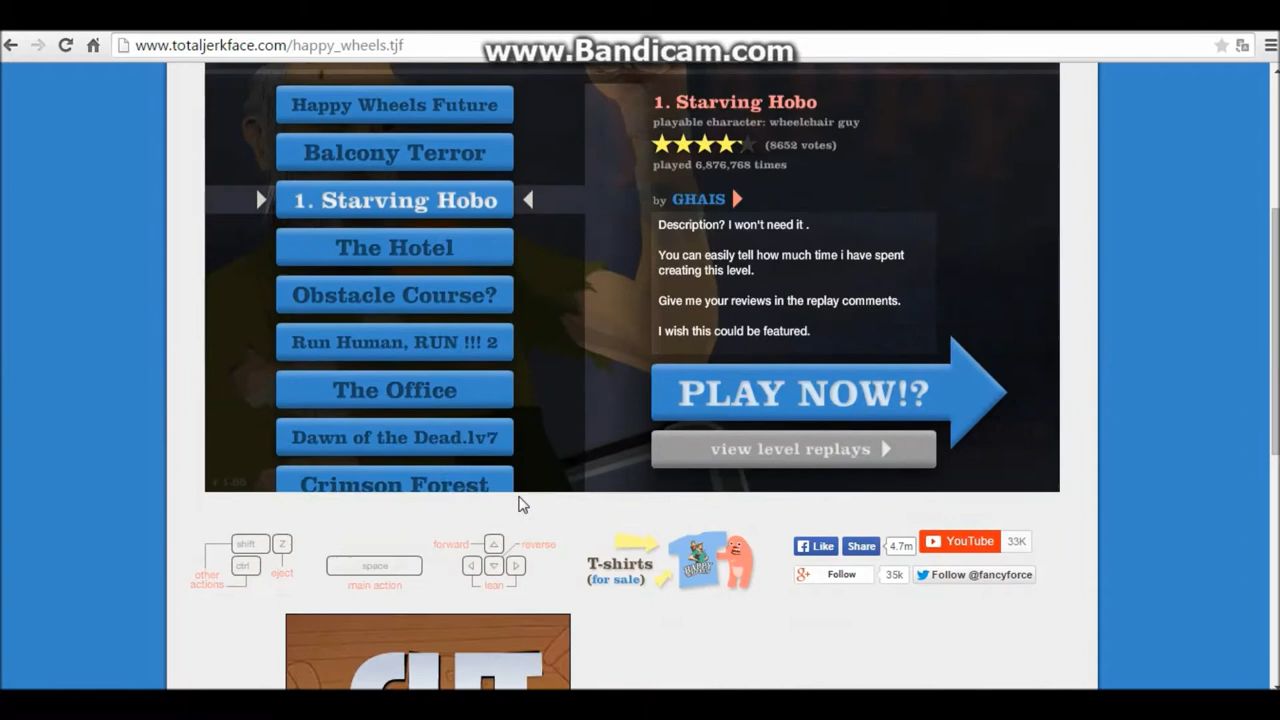 www.totaljerkface.com/happy_wheels.tjf
www.Bandicam.com
Happy Wheels Future
Balcony Terror
1. Starving Hobo
The Hotel
Obstacle Course?
Run Human, RUN !!! 2
The Office
Dawn of the Dead.lv7
Crimson Forest
1. Starving Hobo
playable character: wheelchair guy
(8652 votes)
played 6,876,768 times
by GHAIS
Description? I won't need it .
You can easily tell how much time i have spent
creating this level.
Give me your reviews in the replay comments.
I wish this could be featured.
PLAY NOW!?
view level replays
shift Z
ctrl
other
actions
eject
space
main action
forward
reverse
lean
T-shirts
(for sale)
Like Share 4.7m
YouTube 33K
Follow 35k
Follow @fancyforce